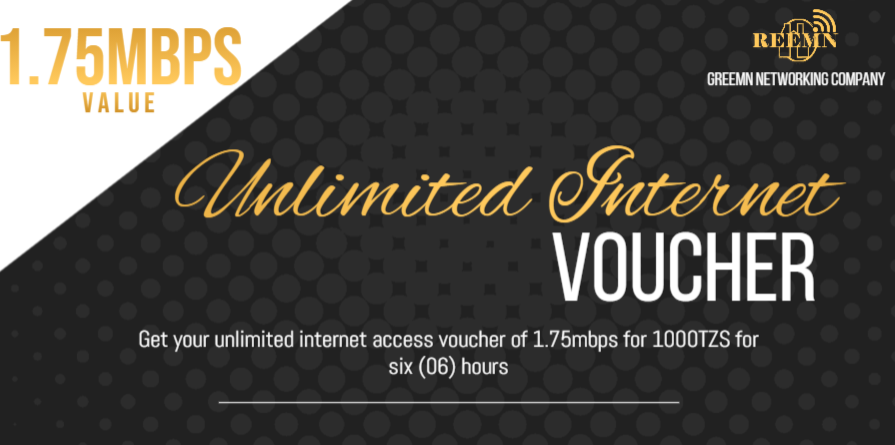 1.75MBPS
VALUE
REEMN
GREEMN NETWORKING COMPANY
Unlimited Internet
VOUCHER
Get your unlimited internet access voucher of 1.75mbps for 1000TZS for
six (06) hours